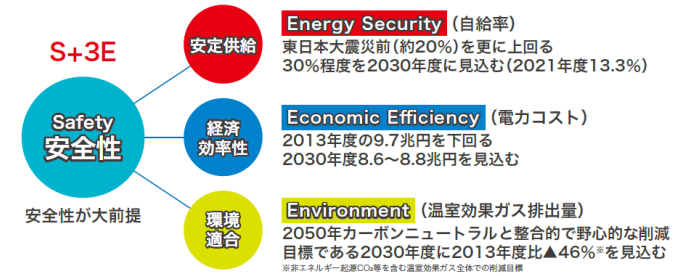 S+3E
Safety
安全性
安全性が大前提
安定供給
Energy Security（自給率）
東日本大震災前（約20%）を更に上回る
30%程度を2030年度に見込む（2021年度13.3%）
経済
効率性
Economic Efficiency（電力コスト）
2013年度の9.7兆円を下回る
2030年度8.6～8.8兆円を見込む
環境
適合
Environment（温室効果ガス排出量）
2050年カーボンニュートラルと整合的で野心的な削減
目標である2030年度に2013年度比▲46%※を見込む
※非エネルギー起源CO₂等を含む温室効果ガス全体での削減目標